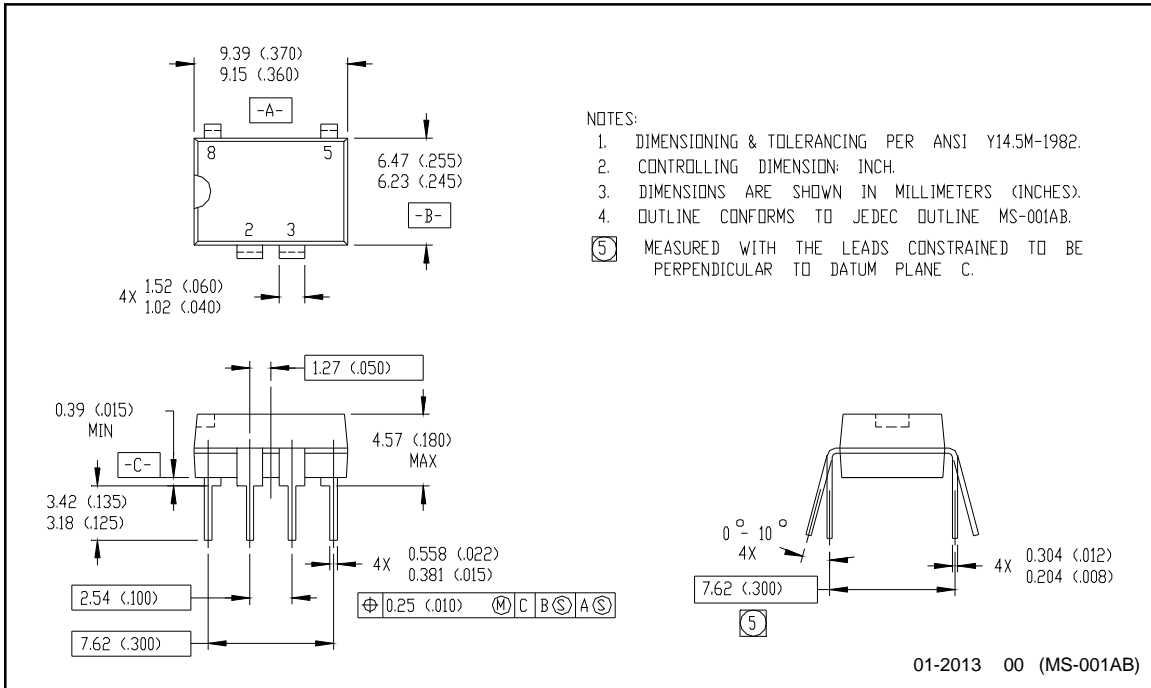 9.39 (.370)
9.15 (.360)
-A-
8 5
6.47 (.255)
6.23 (.245)
-B-
2 3
4X 1.52 (.060)
1.02 (.040)
NOTES:
1. DIMENSIONING & TOLERANCING PER ANSI Y14.5M-1982.
2. CONTROLLING DIMENSION: INCH.
3. DIMENSIONS ARE SHOWN IN MILLIMETERS (INCHES).
4. OUTLINE CONFORMS TO JEDEC OUTLINE MS-001AB.
5 MEASURED WITH THE LEADS CONSTRAINED TO BE
PERPENDICULAR TO DATUM PLANE C.
1.27 (.050)
0.39 (.015)
MIN
4.57 (.180)
MAX
-C-
3.42 (.135)
3.18 (.125)
4X 0.558 (.022)
0.381 (.015)
2.54 (.100)
⌖ 0.25 (.010) Ⓜ C B Ⓢ A Ⓢ
7.62 (.300)
0° - 10°
4X
4X 0.304 (.012)
0.204 (.008)
7.62 (.300)
5
01-2013 00 (MS-001AB)